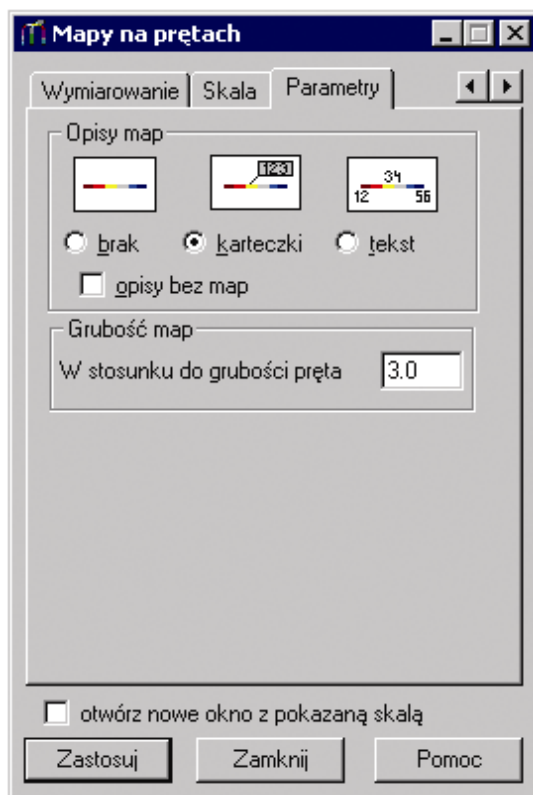 Mapy na prętach
Wymiarowanie Skala Parametry
Opisy map
123
34
12 56
brak karteczki tekst
opisy bez map
Grubość map
W stosunku do grubości pręta 3.0
otwórz nowe okno z pokazaną skalą
Zastosuj Zamknij Pomoc